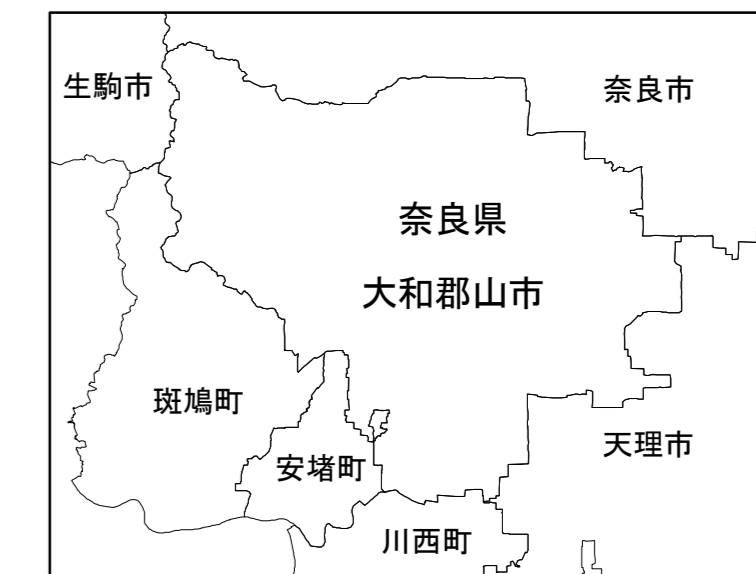 生駒市
奈良市
奈良県
大和郡山市
斑鳩町
安堵町
天理市
川西町